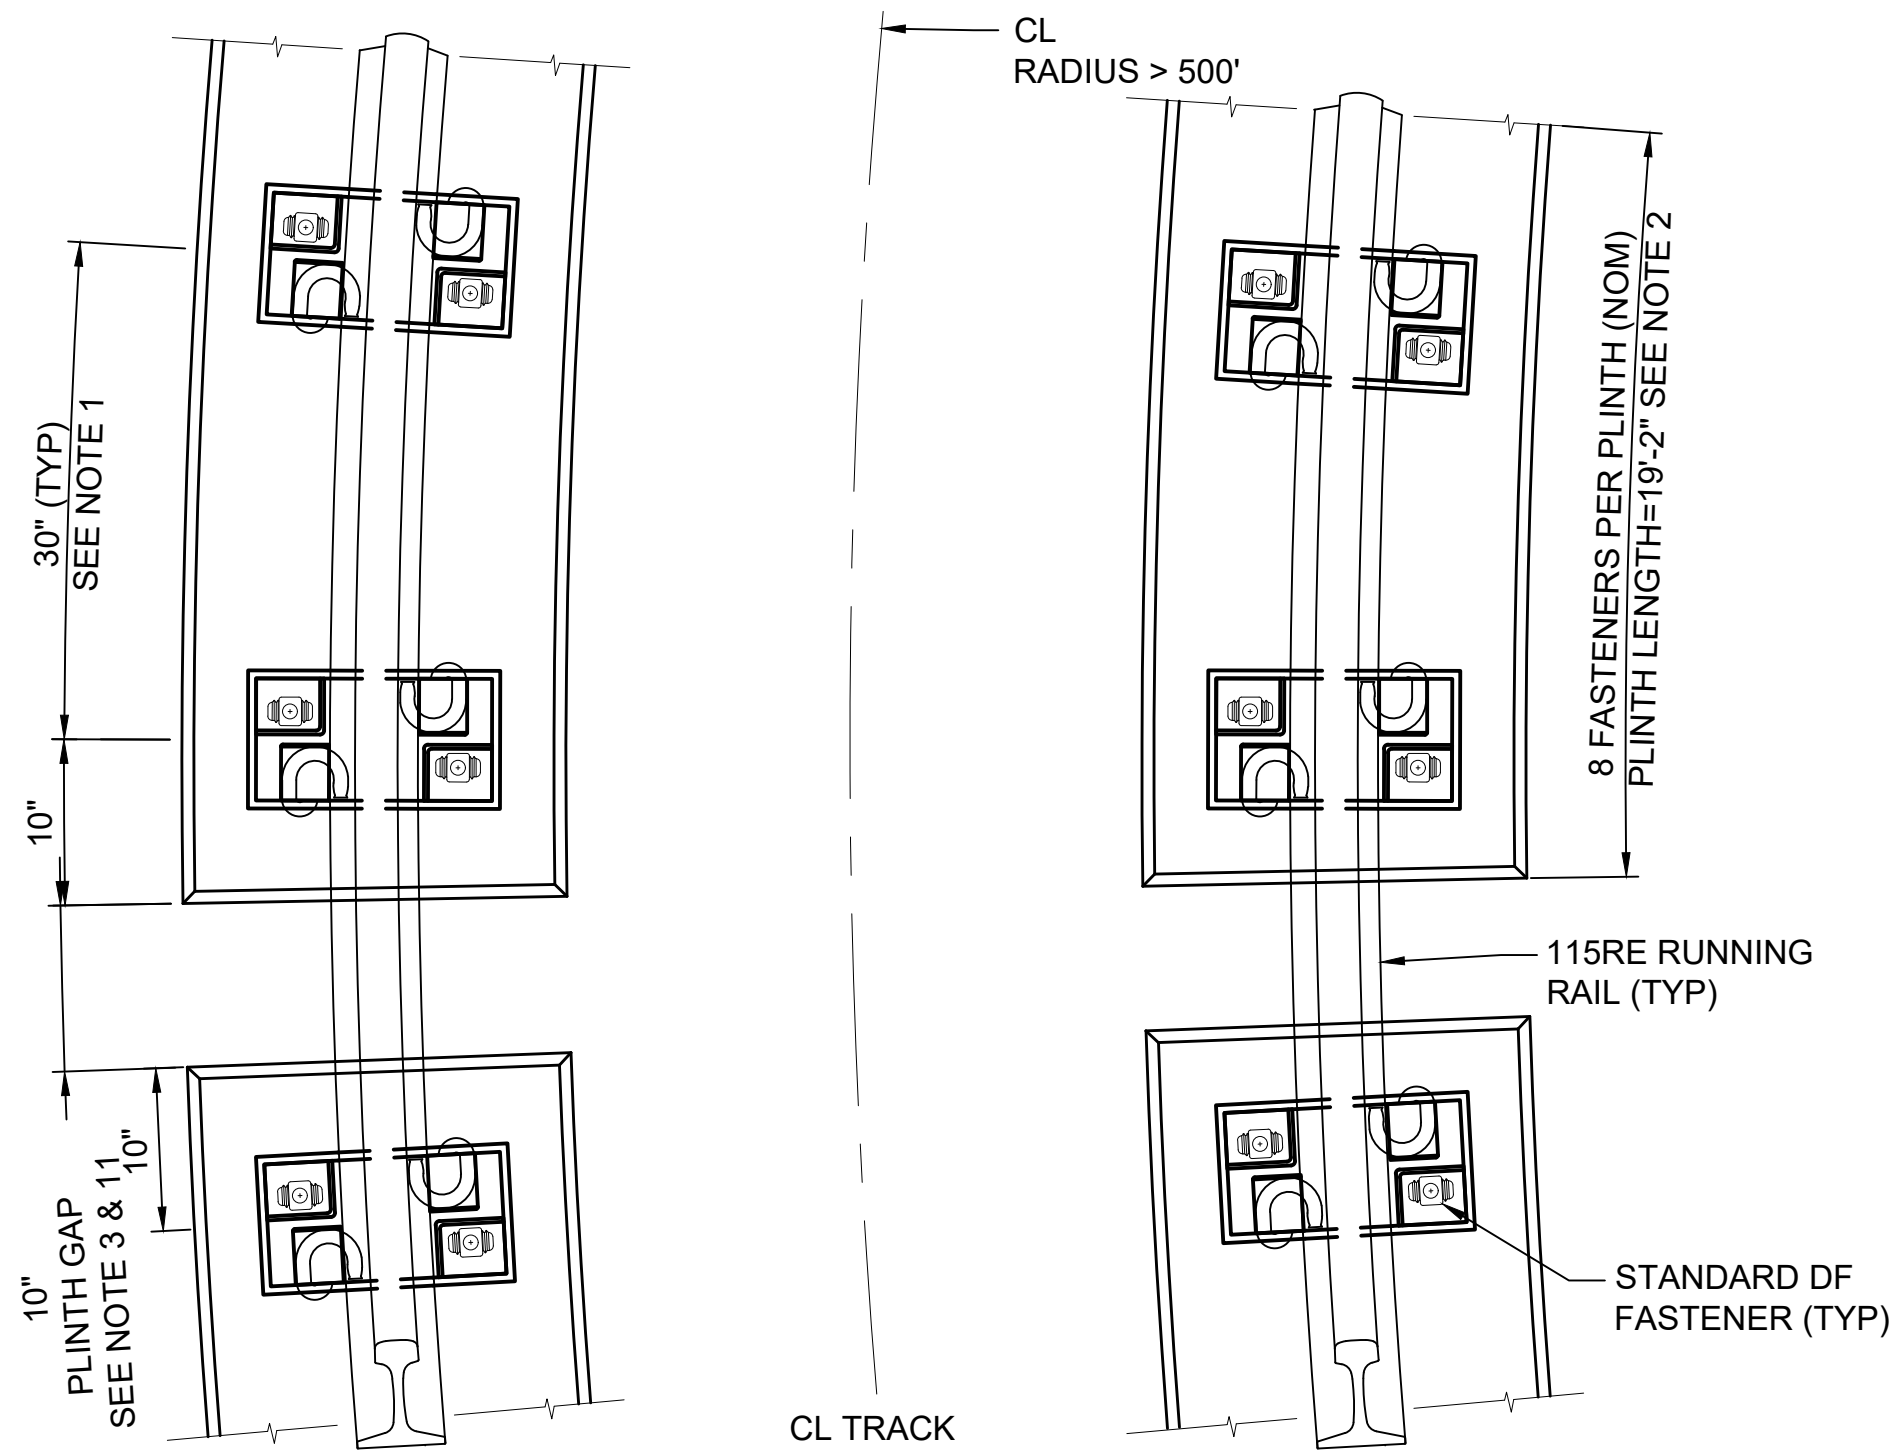 CL
RADIUS > 500'
30" (TYP)
SEE NOTE 1
8 FASTENERS PER PLINTH (NOM)
PLINTH LENGTH=19'-2" SEE NOTE 2
10"
115RE RUNNING
RAIL (TYP)
10"
10"
PLINTH GAP
SEE NOTE 3 & 11
STANDARD DF
FASTENER (TYP)
CL TRACK